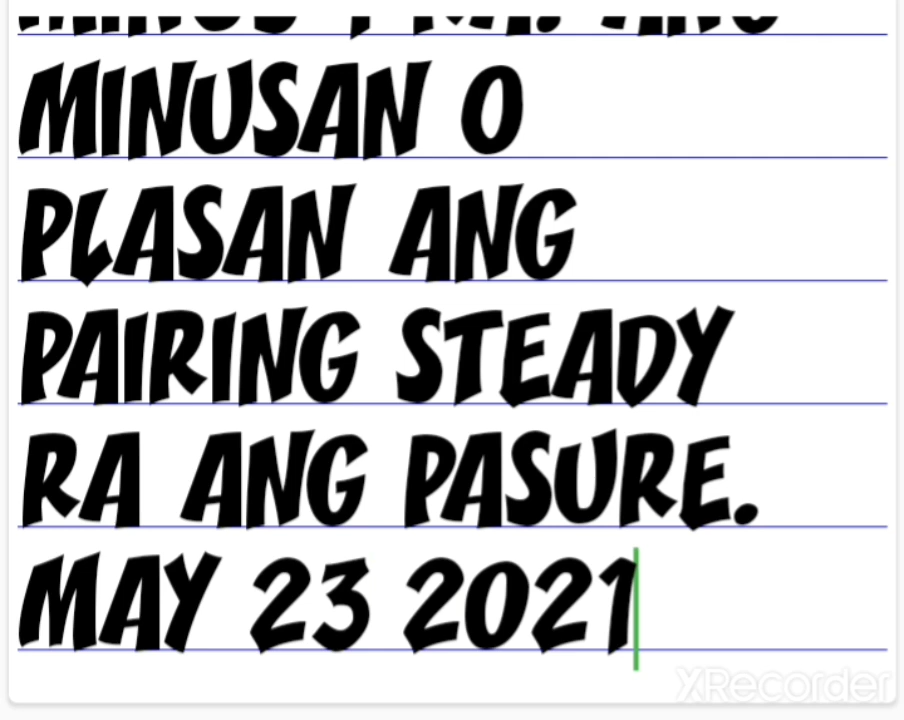 MINUSAN O
PLASAN ANG
PAIRING STEADY
RA ANG PASURE.
MAY 23 2021
XRecorder